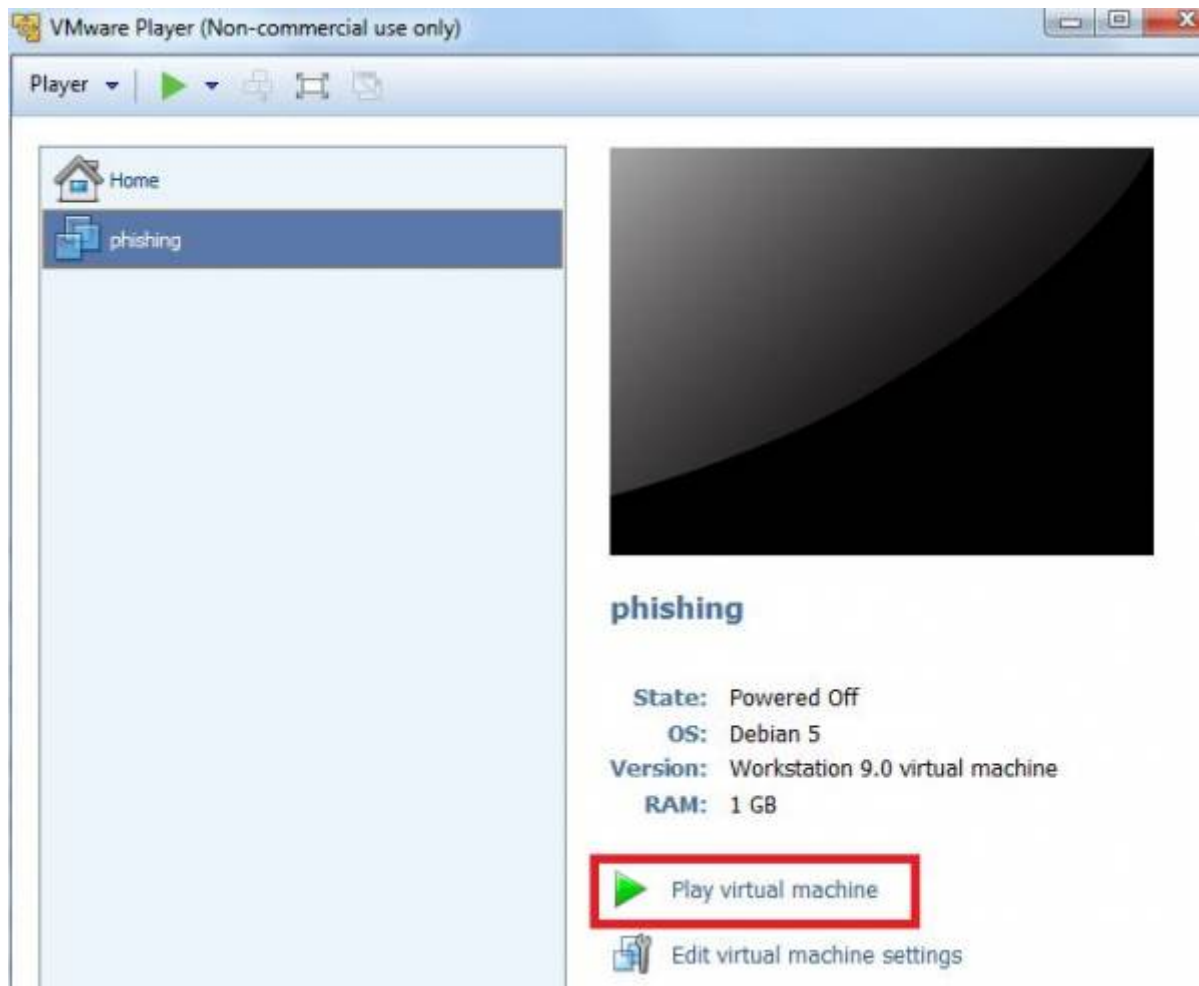 VMware Player (Non-commercial use only)
Player
Home
phishing
phishing
State: Powered Off
OS: Debian 5
Version: Workstation 9.0 virtual machine
RAM: 1 GB
Play virtual machine
Edit virtual machine settings